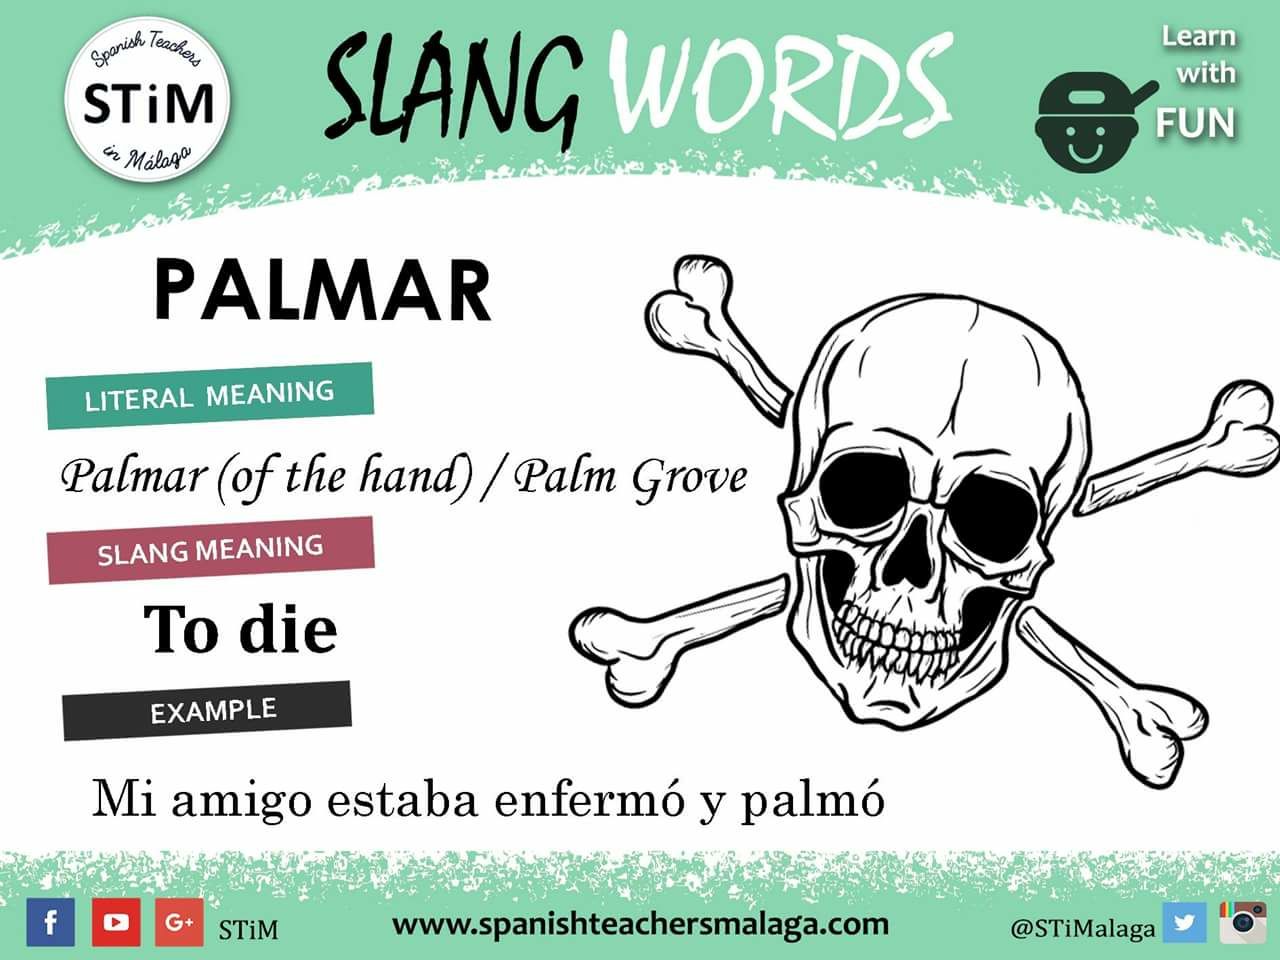 Spanish Teachers
STiM
in Málaga
SLANG WORDS
Learn
with
FUN
PALMAR
LITERAL MEANING
Palmar (of the hand) / Palm Grove
SLANG MEANING
To die
EXAMPLE
Mi amigo estaba enfermó y palmó
f
G+
STiM
www.spanishteachersmalaga.com
@STiMalaga